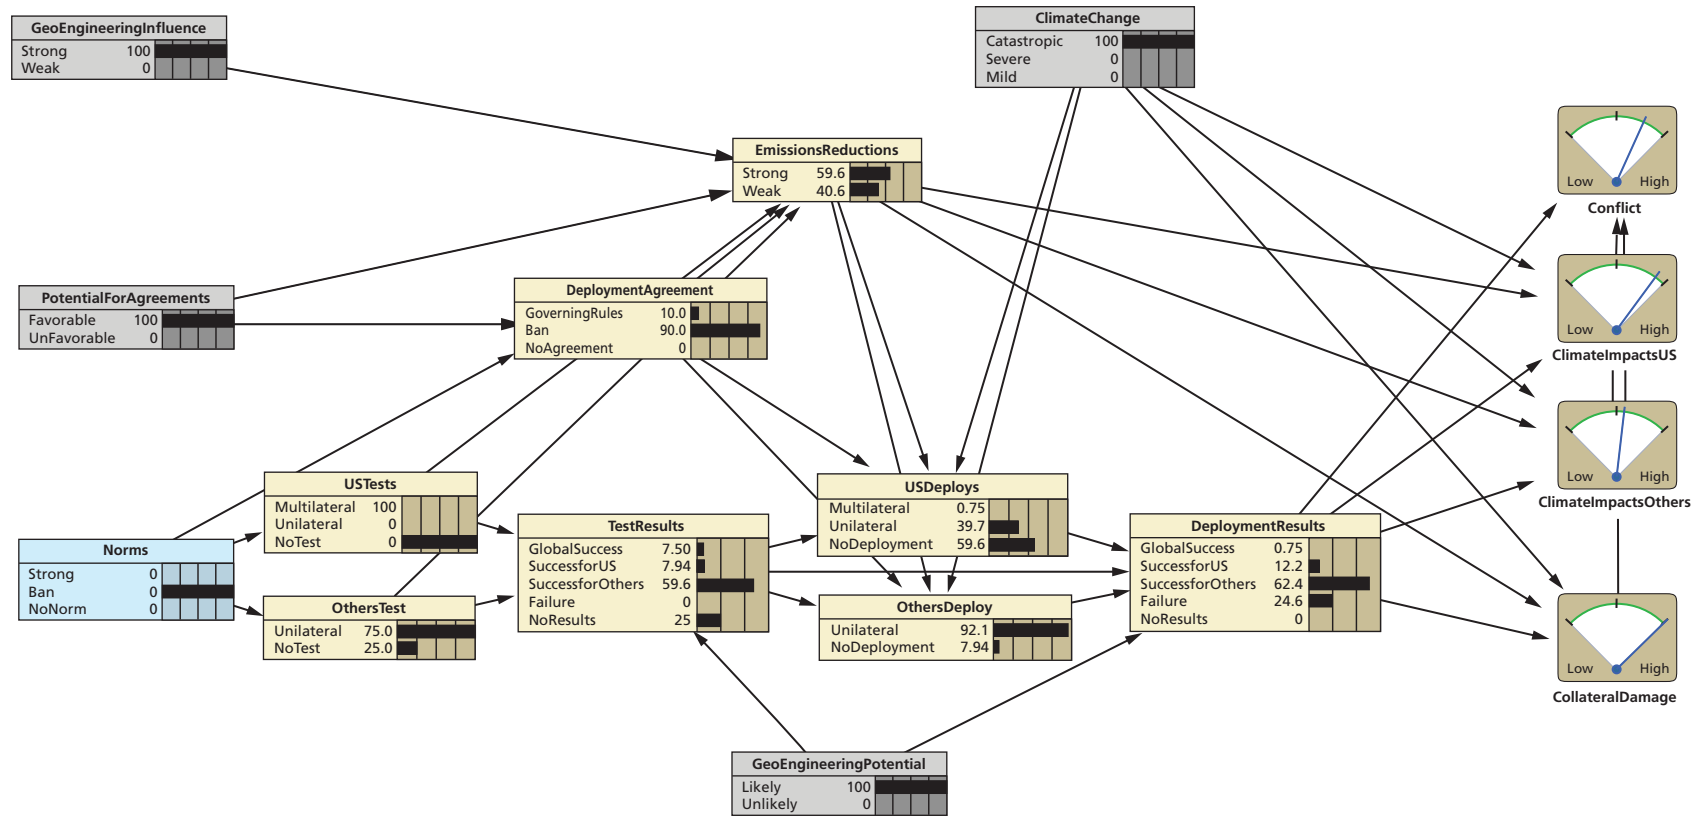 GeoEngineeringInfluence
Strong 100
Weak 0
ClimateChange
Catastropic 100
Severe 0
Mild 0
EmissionsReductions
Strong 59.6
Weak 40.6
Low High
Conflict
PotentialForAgreements
Favorable 100
UnFavorable 0
DeploymentAgreement
GoverningRules 10.0
Ban 90.0
NoAgreement 0
Low High
ClimateImpactsUS
Low High
ClimateImpactsOthers
USTests
Multilateral 100
Unilateral 0
NoTest 0
USDeploys
Multilateral 0.75
Unilateral 39.7
NoDeployment 59.6
Norms
Strong 0
Ban 0
NoNorm 0
TestResults
GlobalSuccess 7.50
SuccessforUS 7.94
SuccessforOthers 59.6
Failure 0
NoResults 25
DeploymentResults
GlobalSuccess 0.75
SuccessforUS 12.2
SuccessforOthers 62.4
Failure 24.6
NoResults 0
OthersTest
Unilateral 75.0
NoTest 25.0
OthersDeploy
Unilateral 92.1
NoDeployment 7.94
Low High
CollateralDamage
GeoEngineeringPotential
Likely 100
Unlikely 0